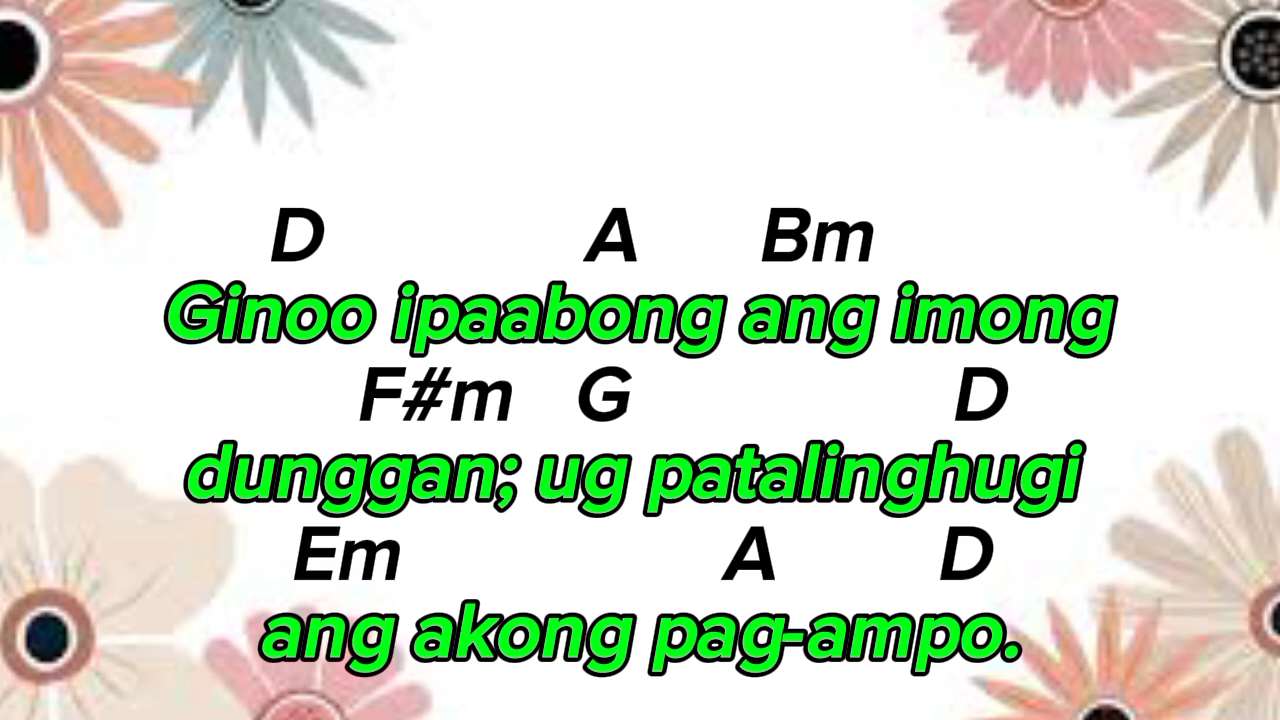 D A Bm
Ginoo ipaabong ang imong
F#m G D
dunggan; ug patalinghugi
Em A D
ang akong pag-ampo.